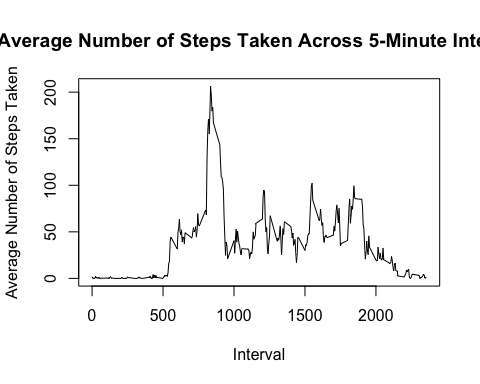 Average Number of Steps Taken Across 5-Minute Inte
Average Number of Steps Taken
200
150
100
50
0
0 500 1000 1500 2000
Interval